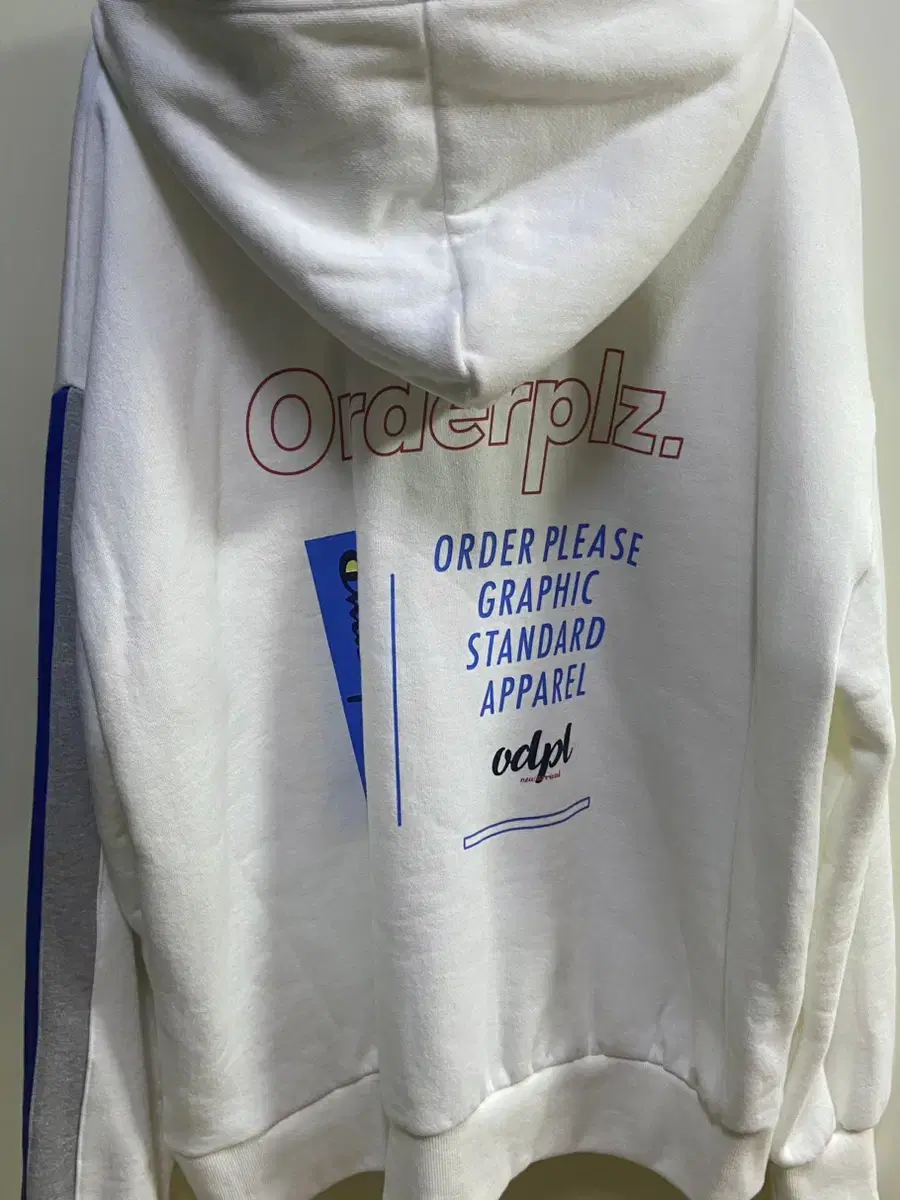 Orderplz.
ORDER PLEASE
GRAPHIC
STANDARD
APPAREL
odpl